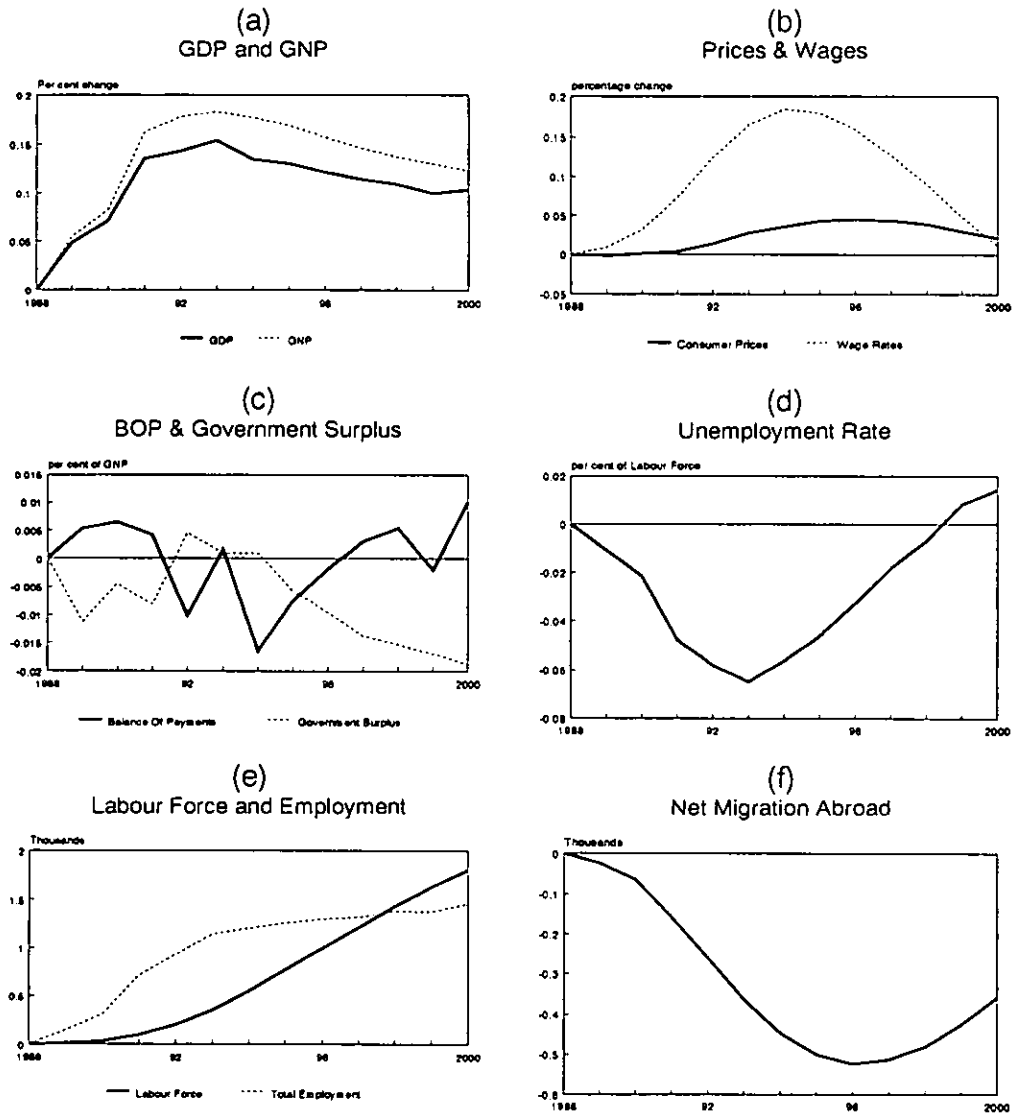 (a)
GDP and GNP
Per cent change
0.2
0.15
0.1
0.05
0
1988 92 96 2000
GDP GNP
(b)
Prices & Wages
percentage change
0.2
0.15
0.1
0.05
0
-0.05
1988 92 96 2000
Consumer Prices Wage Rates
(c)
BOP & Government Surplus
per cent of GNP
0.015
0.01
0.005
0
-0.005
-0.01
-0.015
-0.02
1988 92 96 2000
Balance Of Payments Government Surplus
(d)
Unemployment Rate
per cent of Labour Force
0.02
0
-0.02
-0.04
-0.06
-0.08
1988 92 96 2000
(e)
Labour Force and Employment
Thousands
2
1.5
1
0.5
0
1988 92 96 2000
Labour Force Total Employment
(f)
Net Migration Abroad
Thousands
0
-0.1
-0.2
-0.3
-0.4
-0.5
-0.6
1988 92 96 2000